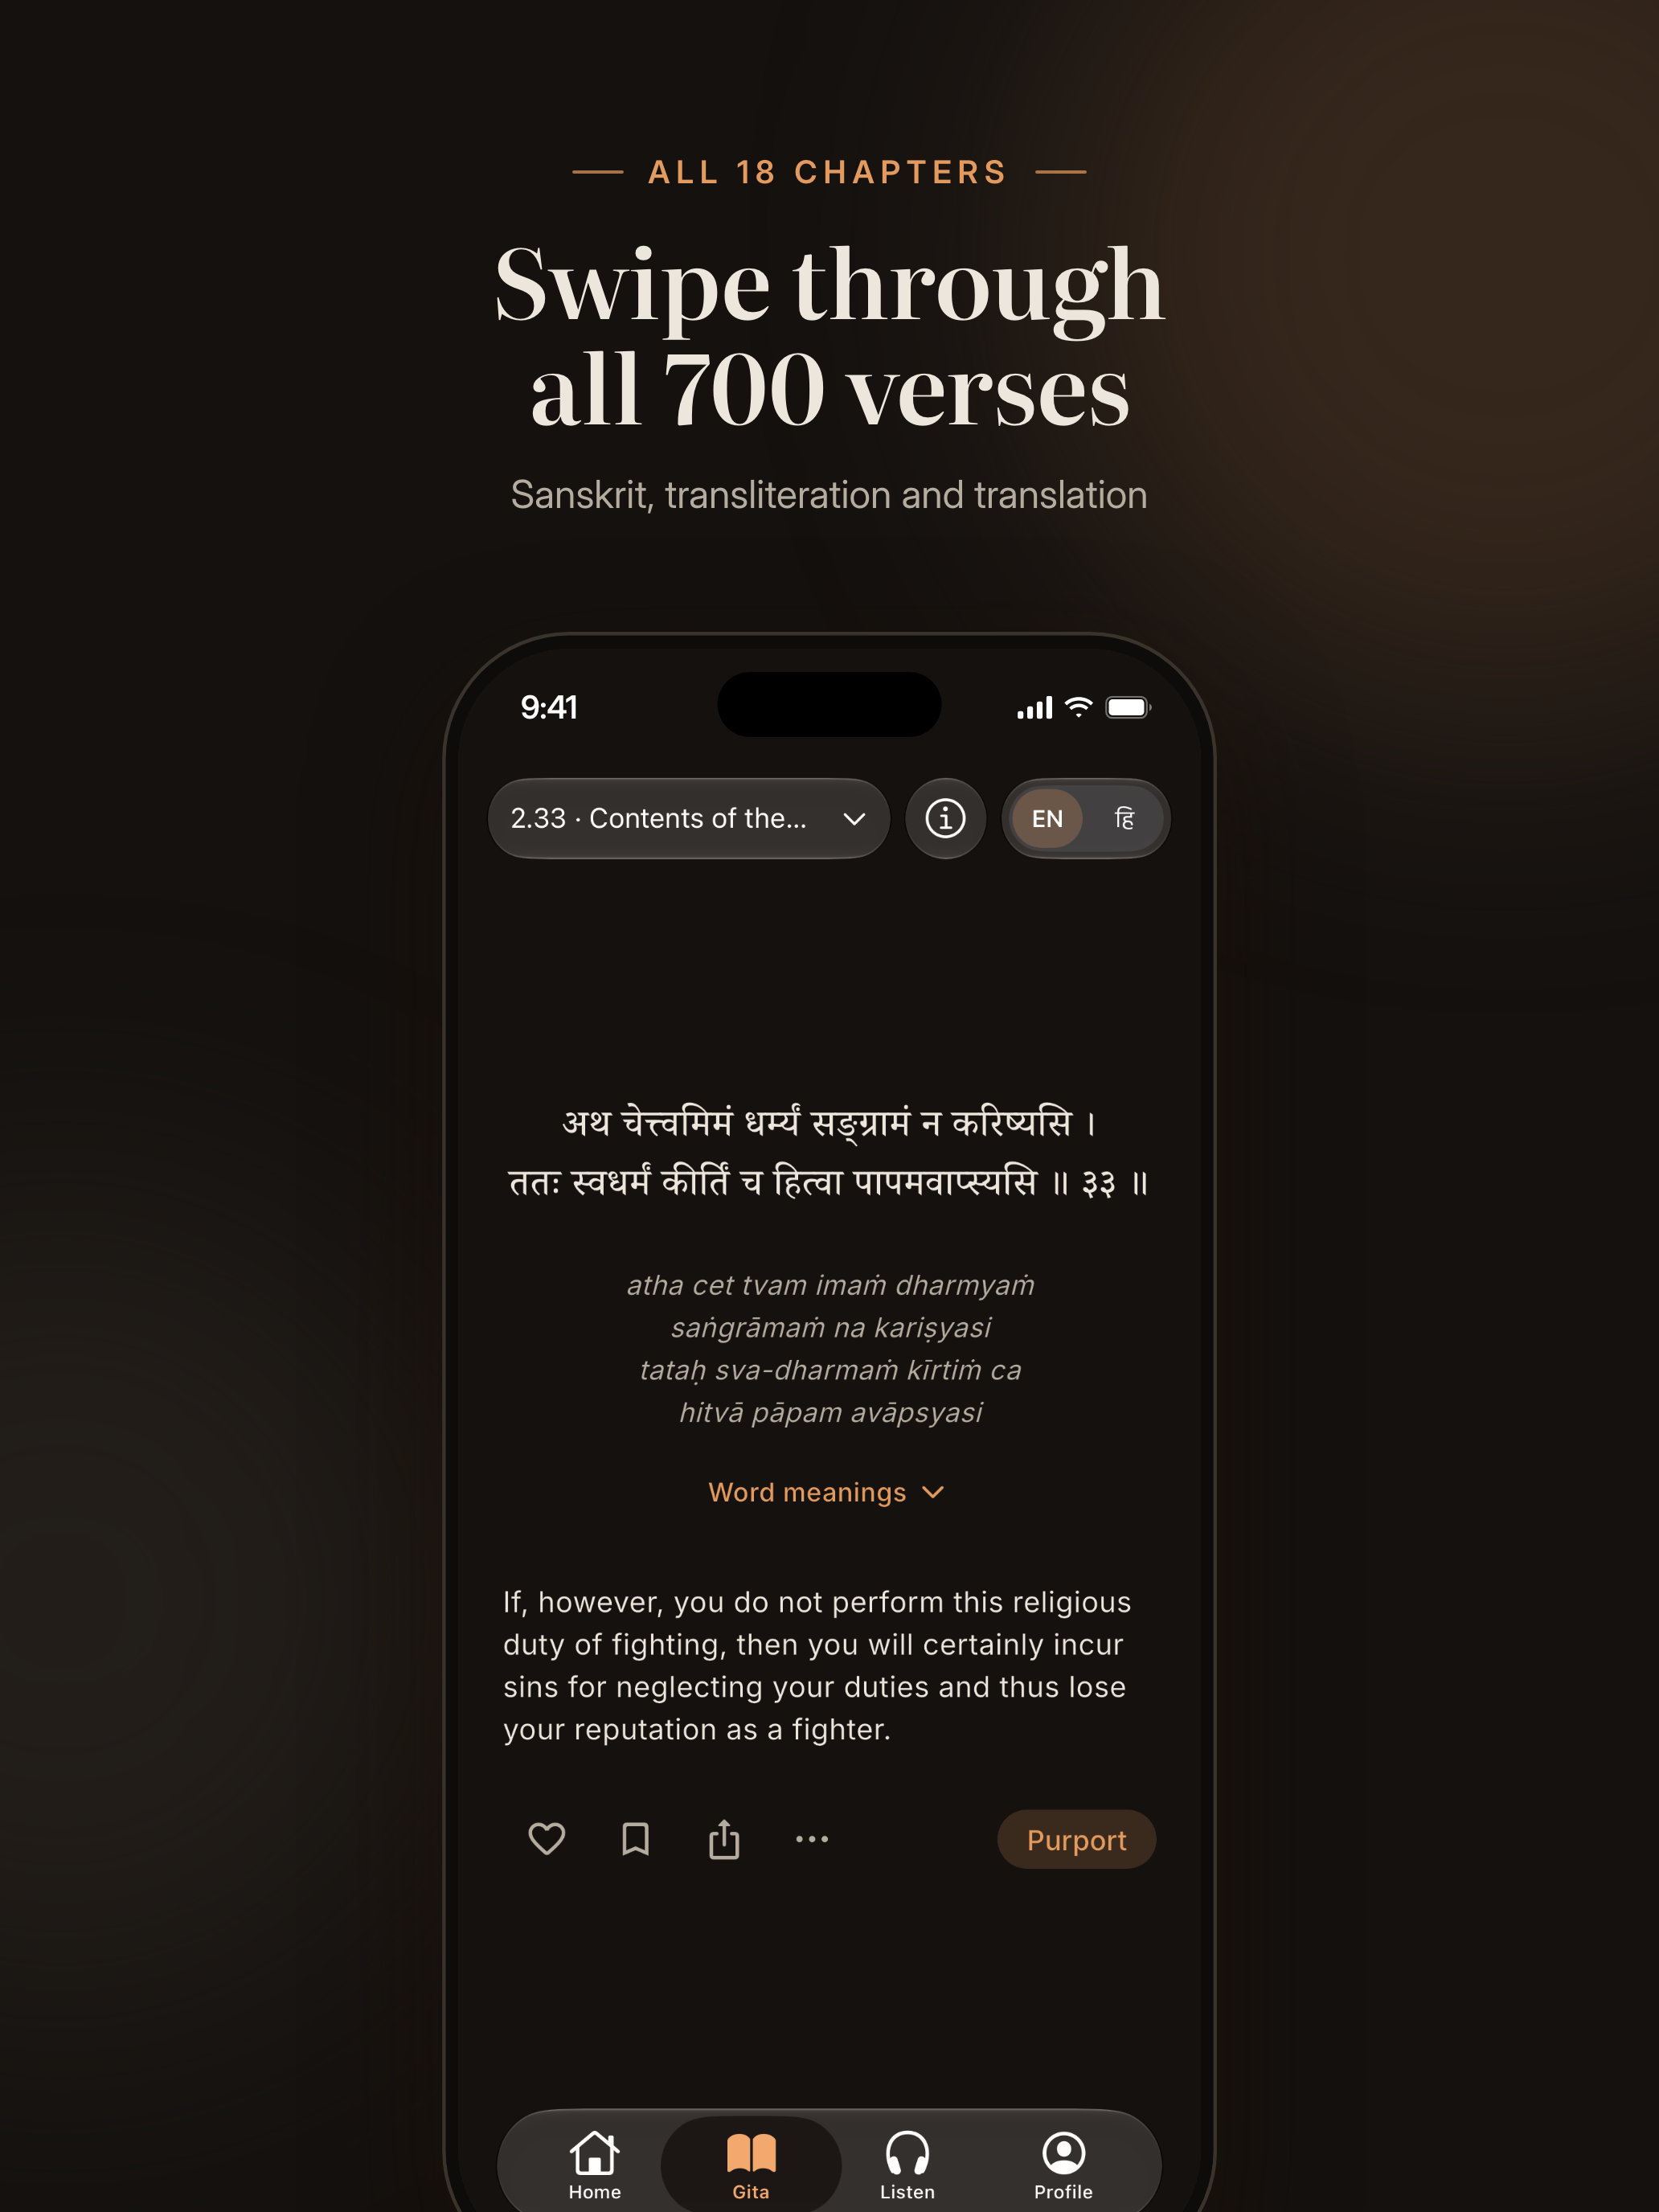 ALL 18 CHAPTERS
Swipe through
all 700 verses
Sanskrit, transliteration and translation
9:41
2.33 · Contents of the...
EN हि
अथ चेत्त्वमिमं धर्म्यं सङ्ग्रामं न करिष्यसि ।
ततः स्वधर्मं कीर्तिं च हित्वा पापमवाप्स्यसि ॥ ३३ ॥
atha cet tvam imaṁ dharmyaṁ
saṅgrāmaṁ na kariṣyasi
tataḥ sva-dharmaṁ kīrtiṁ ca
hitvā pāpam avāpsyasi
Word meanings
If, however, you do not perform this religious
duty of fighting, then you will certainly incur
sins for neglecting your duties and thus lose
your reputation as a fighter.
Purport
Home Gita Listen Profile